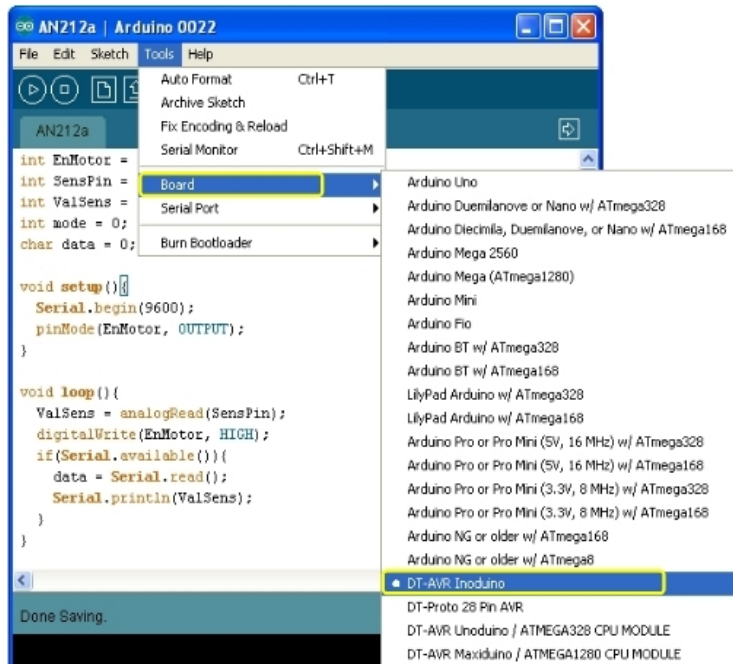 AN212a | Arduino 0022
File Edit Sketch Tools Help
Auto Format Ctrl+T
Archive Sketch
Fix Encoding & Reload
Serial Monitor Ctrl+Shift+M
Board
Serial Port
Burn Bootloader
AN212a
int EnMotor =
int SensPin =
int ValSens =
int mode = 0;
char data = 0;
void setup(){
Serial.begin(9600);
pinMode(EnMotor, OUTPUT);
}
void loop(){
ValSens = analogRead(SensPin);
digitalWrite(EnMotor, HIGH);
if(Serial.available()){
data = Serial.read();
Serial.println(ValSens);
}
}
Done Saving.
Arduino Uno
Arduino Duemilanove or Nano w/ ATmega328
Arduino Diecimila, Duemilanove, or Nano w/ ATmega168
Arduino Mega 2560
Arduino Mega (ATmega1280)
Arduino Mini
Arduino Fio
Arduino BT w/ ATmega328
Arduino BT w/ ATmega168
LilyPad Arduino w/ ATmega328
LilyPad Arduino w/ ATmega168
Arduino Pro or Pro Mini (5V, 16 MHz) w/ ATmega328
Arduino Pro or Pro Mini (5V, 16 MHz) w/ ATmega168
Arduino Pro or Pro Mini (3.3V, 8 MHz) w/ ATmega328
Arduino Pro or Pro Mini (3.3V, 8 MHz) w/ ATmega168
Arduino NG or older w/ ATmega168
Arduino NG or older w/ ATmega8
DT-AVR Inoduino
DT-Proto 28 Pin AVR
DT-AVR Unoduino / ATMEGA328 CPU MODULE
DT-AVR Maxiduino / ATMEGA1280 CPU MODULE